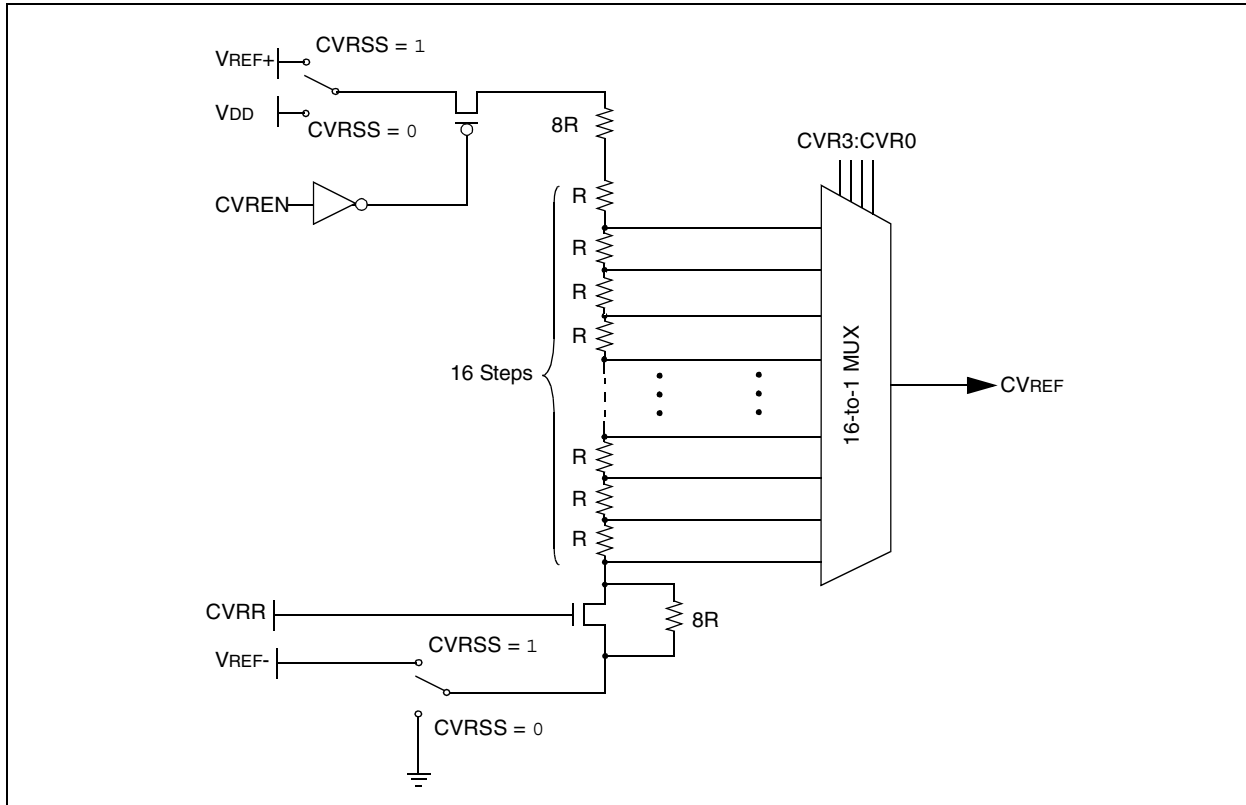 CVRSS = 1
VREF+
VDD
CVRSS = 0
8R
CVR3:CVR0
CVREN
R
R
R
R
16 Steps
16-to-1 MUX
CVREF
R
R
R
CVRR
8R
CVRSS = 1
VREF-
CVRSS = 0